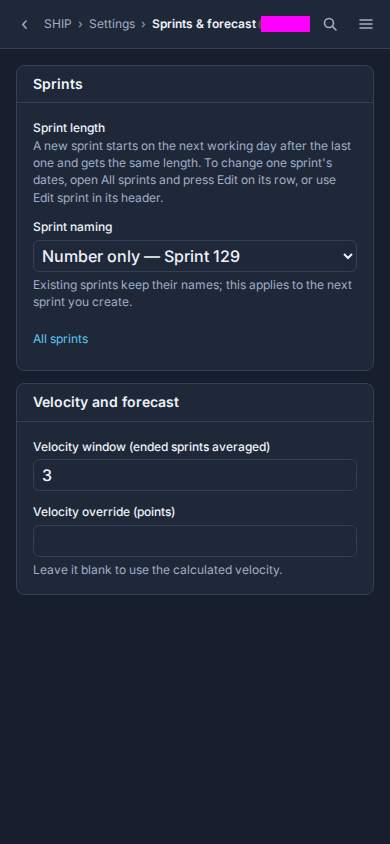 SHIP › Settings › Sprints & forecast
Sprints
Sprint length
A new sprint starts on the next working day after the last
one and gets the same length. To change one sprint's
dates, open All sprints and press Edit on its row, or use
Edit sprint in its header.
Sprint naming
Number only — Sprint 129
Existing sprints keep their names; this applies to the next
sprint you create.
All sprints
Velocity and forecast
Velocity window (ended sprints averaged)
3
Velocity override (points)
Leave it blank to use the calculated velocity.